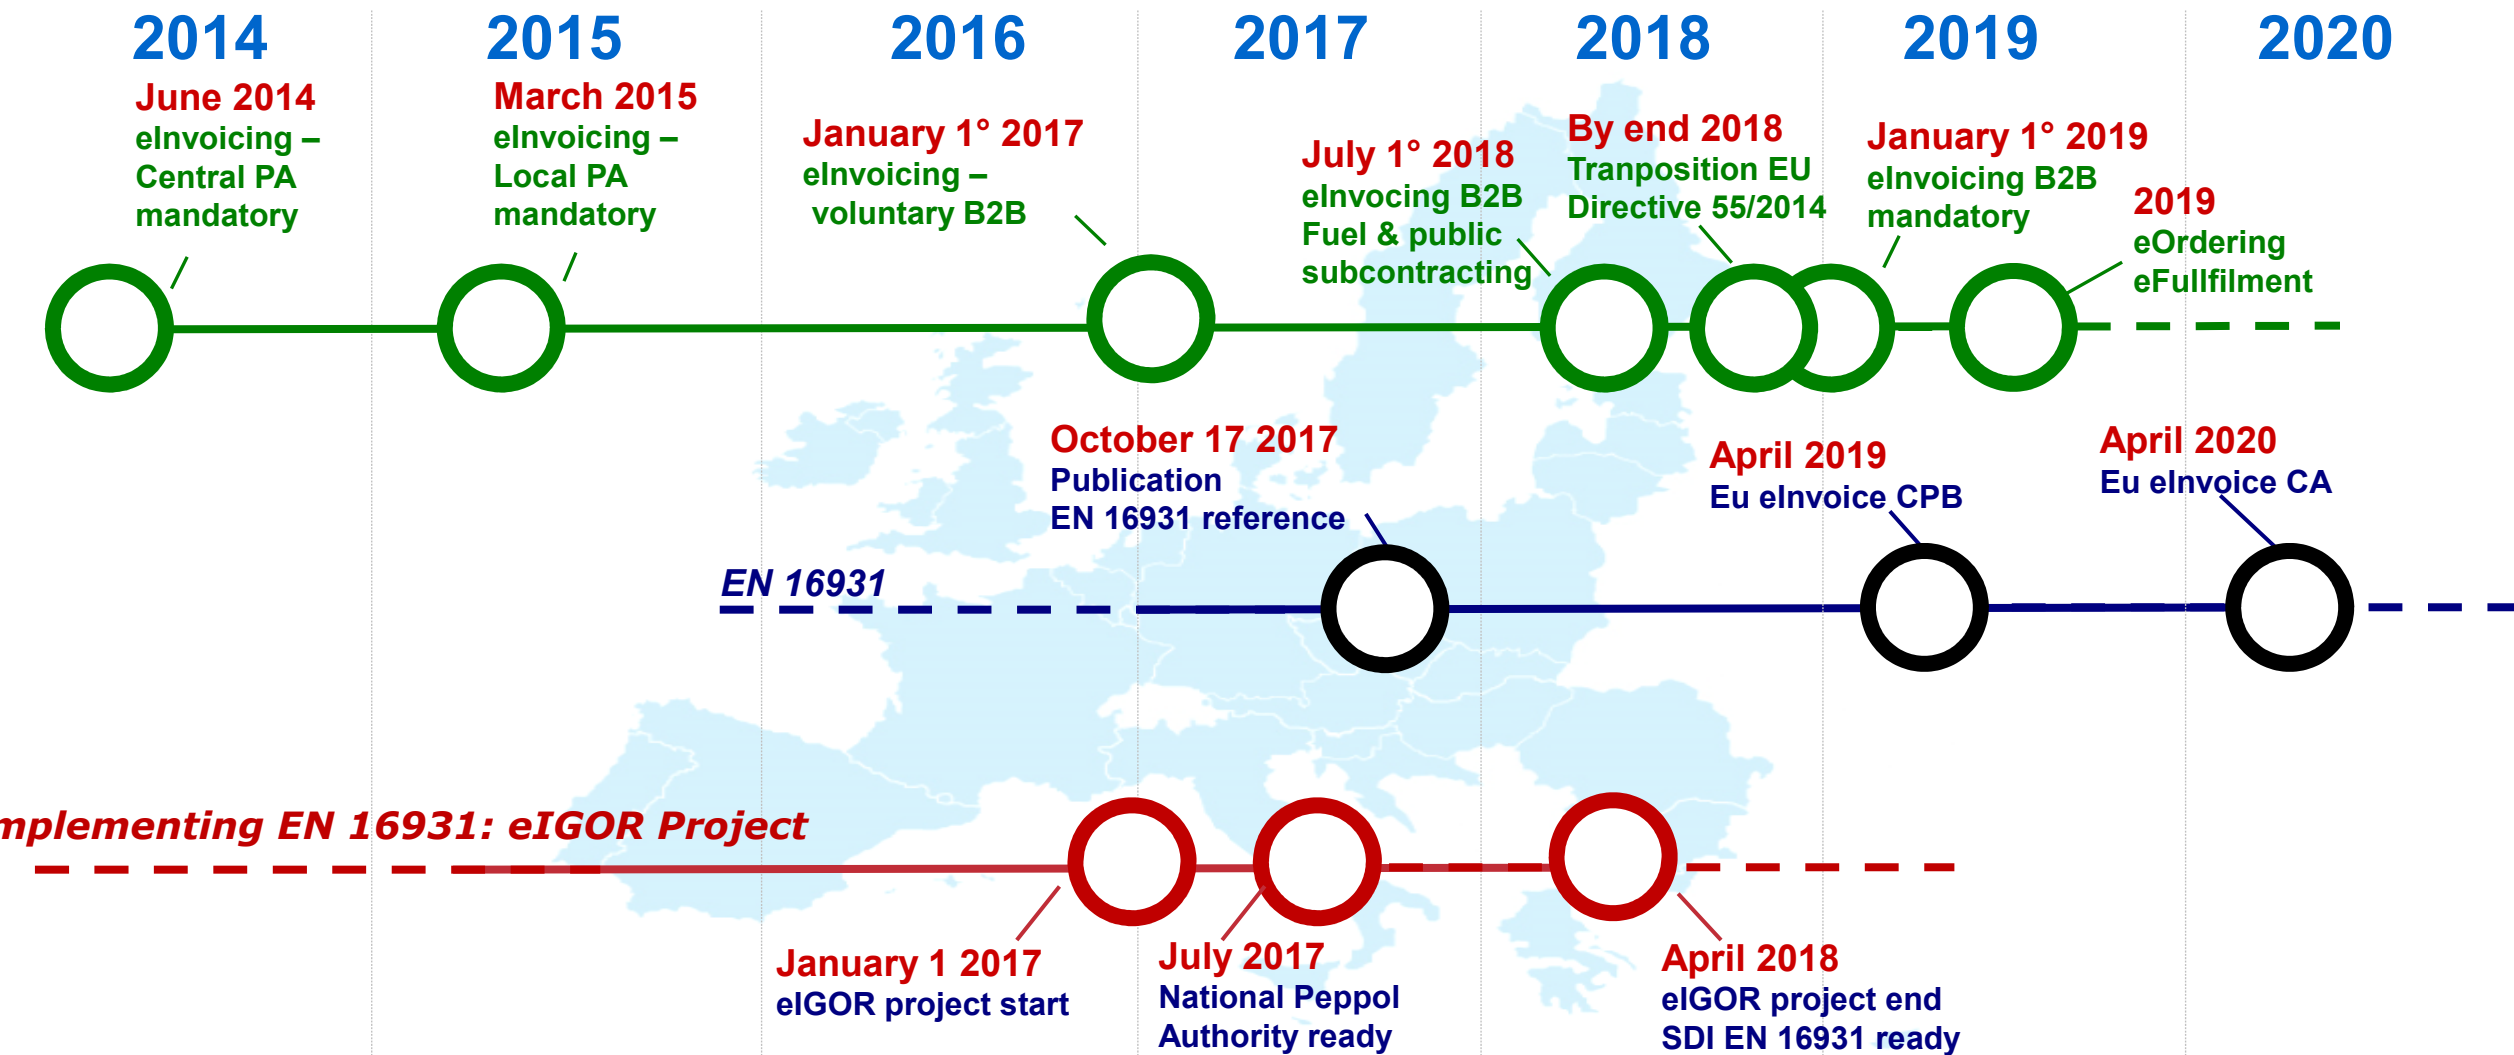 2014
2015
2016
2017
2018
2019
2020
June 2014
eInvoicing –
Central PA
mandatory
March 2015
eInvoicing –
Local PA
mandatory
January 1° 2017
eInvoicing –
voluntary B2B
July 1° 2018
eInvocing B2B
Fuel & public
subcontracting
By end 2018
Tranposition EU
Directive 55/2014
January 1° 2019
eInvoicing B2B
mandatory
2019
eOrdering
eFullfilment
October 17 2017
Publication
EN 16931 reference
April 2019
Eu eInvoice CPB
April 2020
Eu eInvoice CA
EN 16931
mplementing EN 16931: eIGOR Project
January 1 2017
eIGOR project start
July 2017
National Peppol
Authority ready
April 2018
eIGOR project end
SDI EN 16931 ready